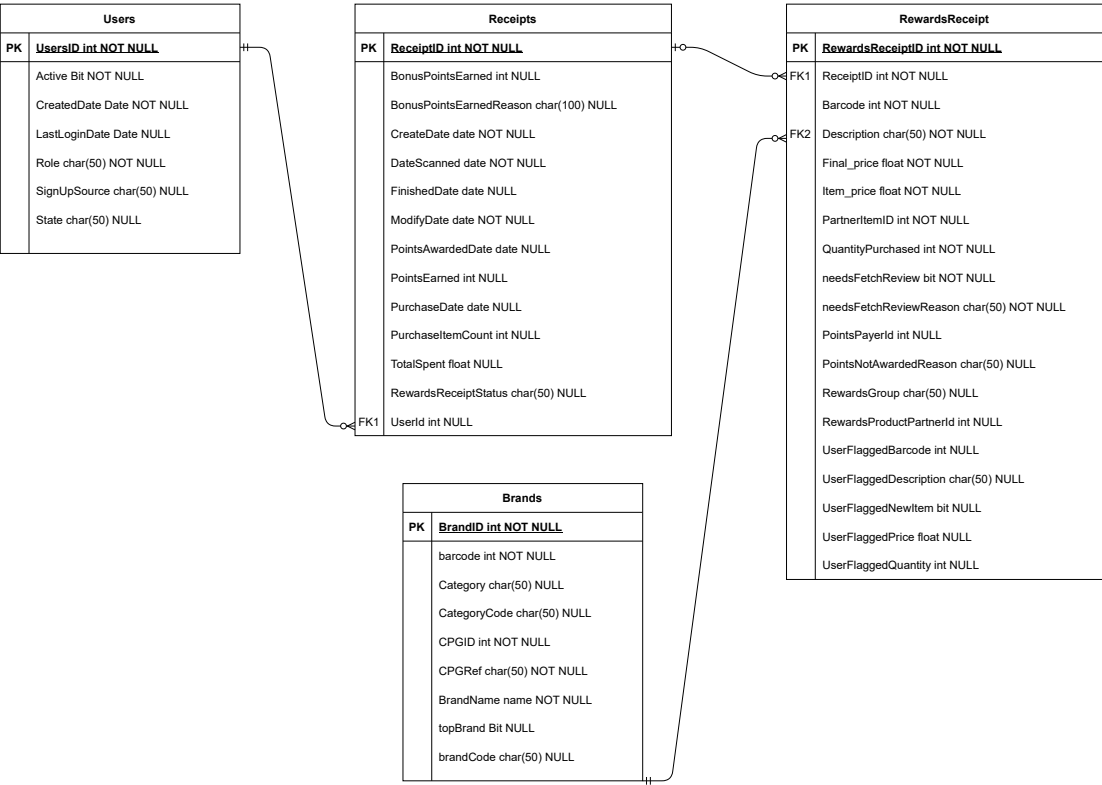 Users
PK UsersID int NOT NULL
Active Bit NOT NULL
CreatedDate Date NOT NULL
LastLoginDate Date NULL
Role char(50) NOT NULL
SignUpSource char(50) NULL
State char(50) NULL
Receipts
PK ReceiptID int NOT NULL
BonusPointsEarned int NULL
BonusPointsEarnedReason char(100) NULL
CreateDate date NOT NULL
DateScanned date NOT NULL
FinishedDate date NULL
ModifyDate date NOT NULL
PointsAwardedDate date NULL
PointsEarned int NULL
PurchaseDate date NULL
PurchaseItemCount int NULL
TotalSpent float NULL
RewardsReceiptStatus char(50) NULL
FK1 UserId int NULL
RewardsReceipt
PK RewardsReceiptID int NOT NULL
FK1 ReceiptID int NOT NULL
Barcode int NOT NULL
FK2 Description char(50) NOT NULL
Final_price float NOT NULL
Item_price float NOT NULL
PartnerItemID int NOT NULL
QuantityPurchased int NOT NULL
needsFetchReview bit NOT NULL
needsFetchReviewReason char(50) NOT NULL
PointsPayerId int NULL
PointsNotAwardedReason char(50) NULL
RewardsGroup char(50) NULL
RewardsProductPartnerId int NULL
UserFlaggedBarcode int NULL
UserFlaggedDescription char(50) NULL
UserFlaggedNewItem bit NULL
UserFlaggedPrice float NULL
UserFlaggedQuantity int NULL
Brands
PK BrandID int NOT NULL
barcode int NOT NULL
Category char(50) NULL
CategoryCode char(50) NULL
CPGID int NOT NULL
CPGRef char(50) NOT NULL
BrandName name NOT NULL
topBrand Bit NULL
brandCode char(50) NULL